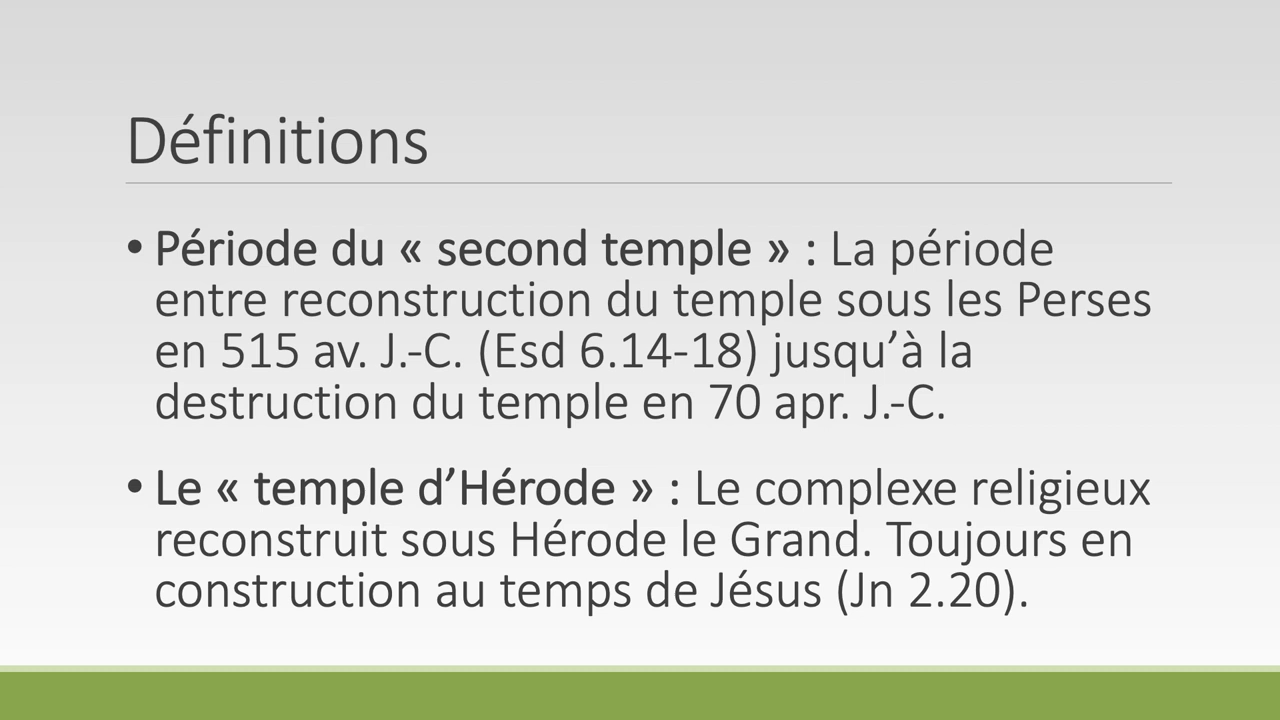 Définitions
• Période du « second temple » : La période
entre reconstruction du temple sous les Perses
en 515 av. J.-C. (Esd 6.14-18) jusqu’à la
destruction du temple en 70 apr. J.-C.
• Le « temple d’Hérode » : Le complexe religieux
reconstruit sous Hérode le Grand. Toujours en
construction au temps de Jésus (Jn 2.20).